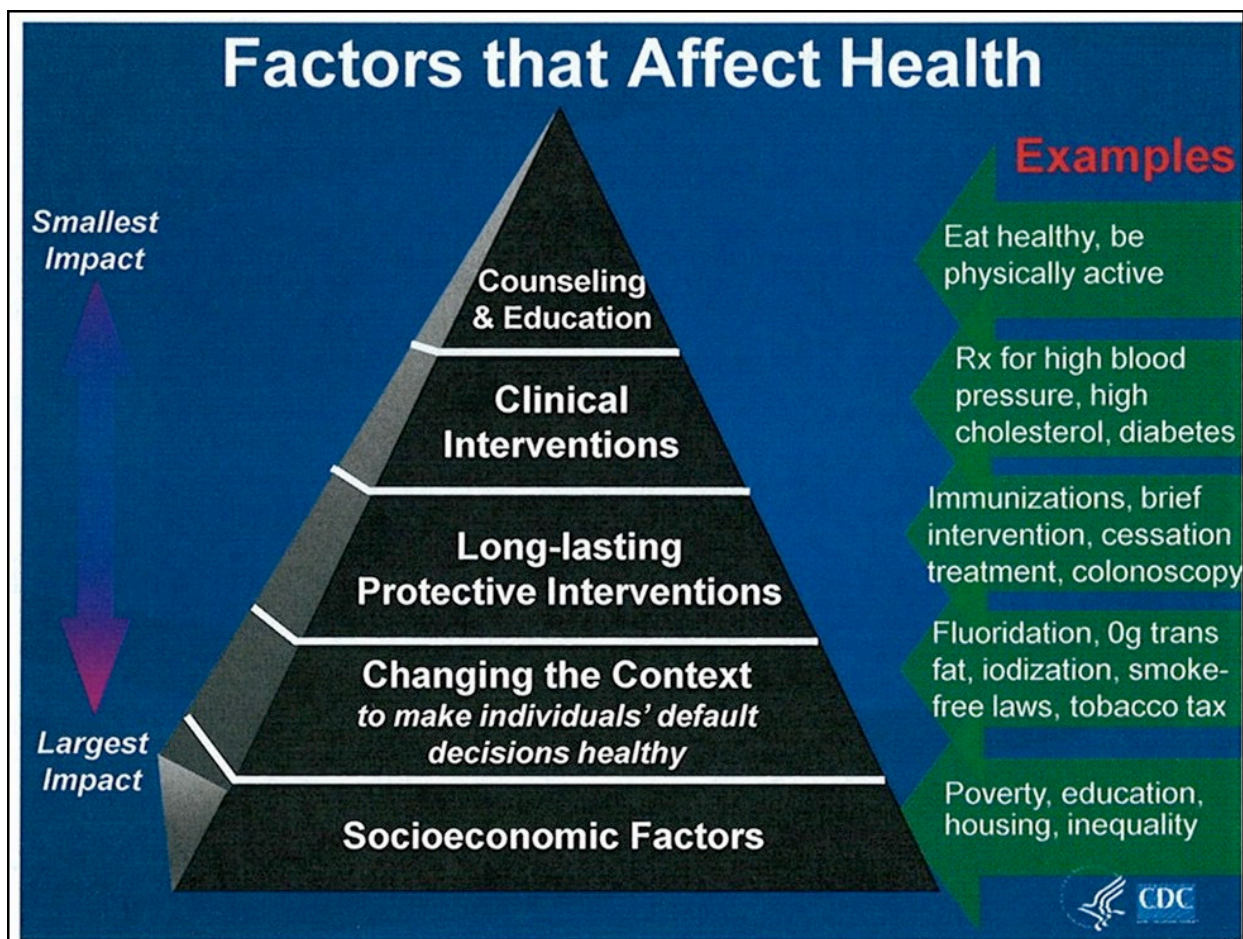 Factors that Affect Health
Examples
Smallest
Impact
Largest
Impact
Counseling
& Education
Clinical
Interventions
Long-lasting
Protective Interventions
Changing the Context
to make individuals' default
decisions healthy
Socioeconomic Factors
Eat healthy, be
physically active
Rx for high blood
pressure, high
cholesterol, diabetes
Immunizations, brief
intervention, cessation
treatment, colonoscopy
Fluoridation, 0g trans
fat, iodization, smoke-
free laws, tobacco tax
Poverty, education,
housing, inequality
CDC